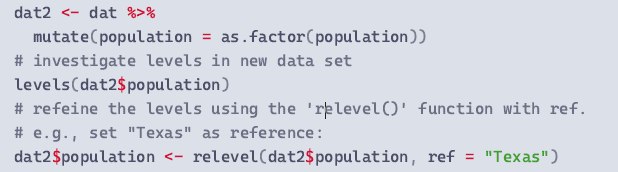 dat2 <- dat %>%
mutate(population = as.factor(population))
# investigate levels in new data set
levels(dat2$population)
# refeine the levels using the 'relevel()' function with ref.
# e.g., set "Texas" as reference:
dat2$population <- relevel(dat2$population, ref = "Texas")